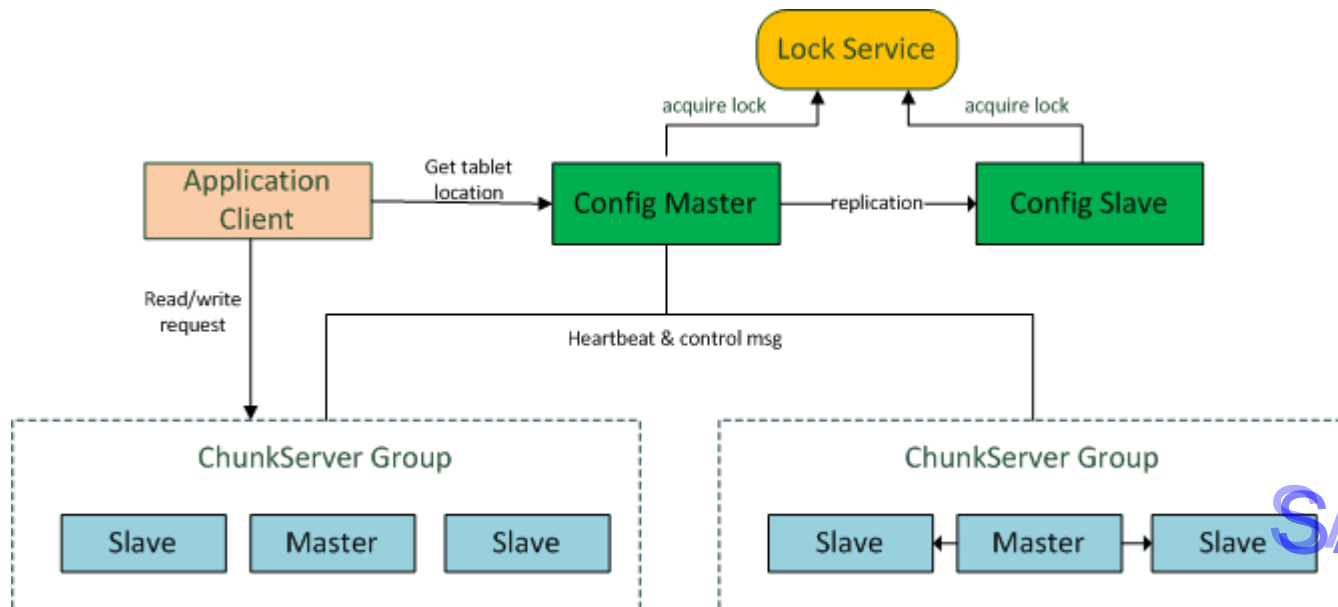 Lock Service
acquire lock
acquire lock
Get tablet
location
Application
Client
Config Master
replication
Config Slave
Read/write
request
Heartbeat & control msg
ChunkServer Group
ChunkServer Group
Slave
Master
Slave
Slave
Master
Slave